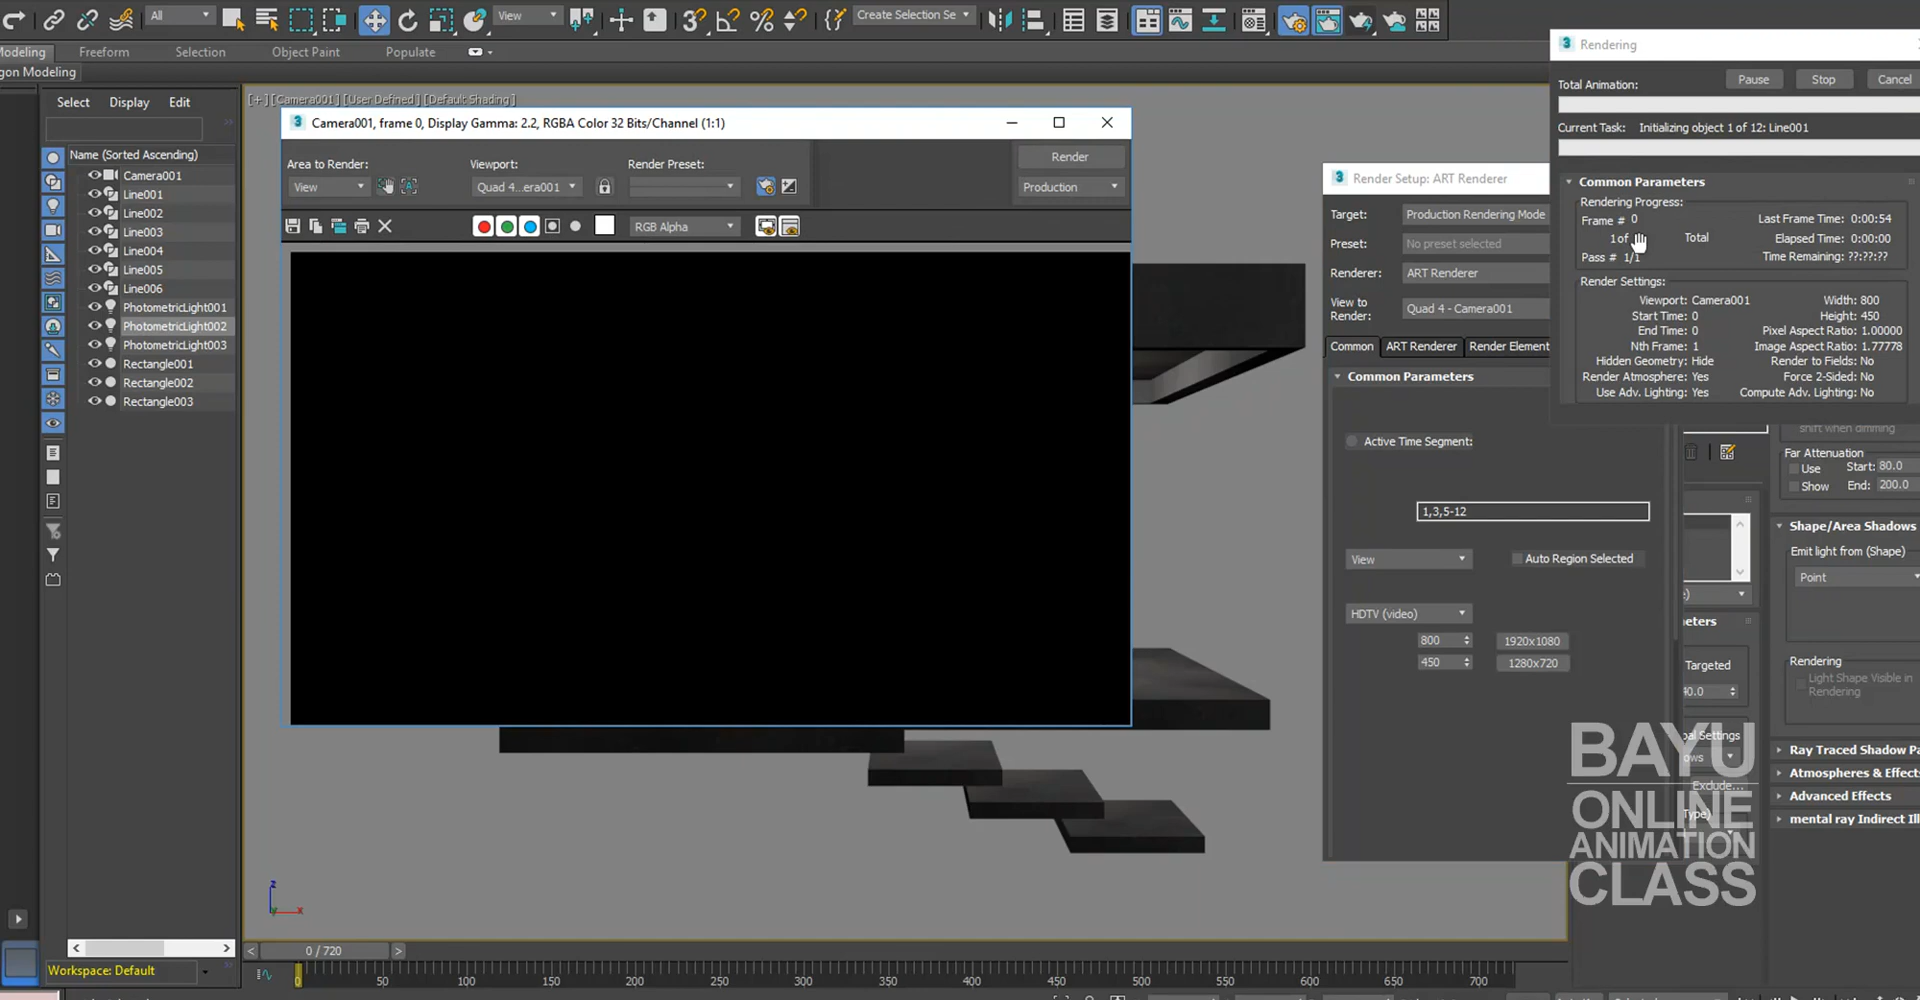 All
View
Create Selection Se
Modeling
Freeform
Selection
Object Paint
Populate
gon Modeling
Select
Display
Edit
Name (Sorted Ascending)
Camera001
Line001
Line002
Line003
Line004
Line005
Line006
PhotometricLight001
PhotometricLight002
PhotometricLight003
Rectangle001
Rectangle002
Rectangle003
Workspace: Default
[+] [Camera001] [User Defined] [Default Shading]
Camera001, frame 0, Display Gamma: 2.2, RGBA Color 32 Bits/Channel (1:1)
Area to Render:
View
Viewport:
Quad 4...era001
Render Preset:
Render
Production
RGB Alpha
Render Setup: ART Renderer
Target:
Production Rendering Mode
Preset:
No preset selected
Renderer:
ART Renderer
View to
Render:
Quad 4 - Camera001
Common
ART Renderer
Render Element
Common Parameters
Active Time Segment:
1,3,5-12
View
Auto Region Selected
HDTV (video)
800
1920x1080
450
1280x720
Rendering
Total Animation:
Pause
Stop
Cancel
Current Task: Initializing object 1 of 12: Line001
Common Parameters
Rendering Progress:
Frame # 0
Last Frame Time: 0:00:54
1 of
Total
Elapsed Time: 0:00:00
Pass # 1/1
Time Remaining: ??:??:??
Render Settings:
Viewport: Camera001
Width: 800
Start Time: 0
Height: 450
End Time: 0
Pixel Aspect Ratio: 1.00000
Nth Frame: 1
Image Aspect Ratio: 1.77778
Hidden Geometry: Hide
Render to Fields: No
Render Atmosphere: Yes
Force 2-Sided: No
Use Adv. Lighting: Yes
Compute Adv. Lighting: No
shift when dimming
Far Attenuation
Use
Start: 80.0
Show
End: 200.0
Shape/Area Shadows
Emit light from (Shape)
Point
Targeted
40.0
Rendering
Light Shape Visible in
Rendering
Ray Traced Shadow Pa
Atmospheres & Effect
Advanced Effects
mental ray Indirect Ill
Exclude...
BAYU
ONLINE
ANIMATION
CLASS
0 / 720
0
50
100
150
200
250
300
350
400
450
500
550
600
650
700
z
x